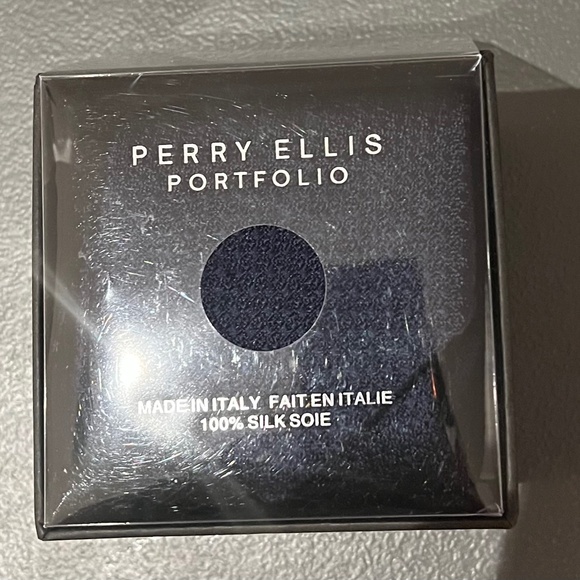 PERRY ELLIS
PORTFOLIO
MADE IN ITALY FAIT EN ITALIE
100% SILK SOIE